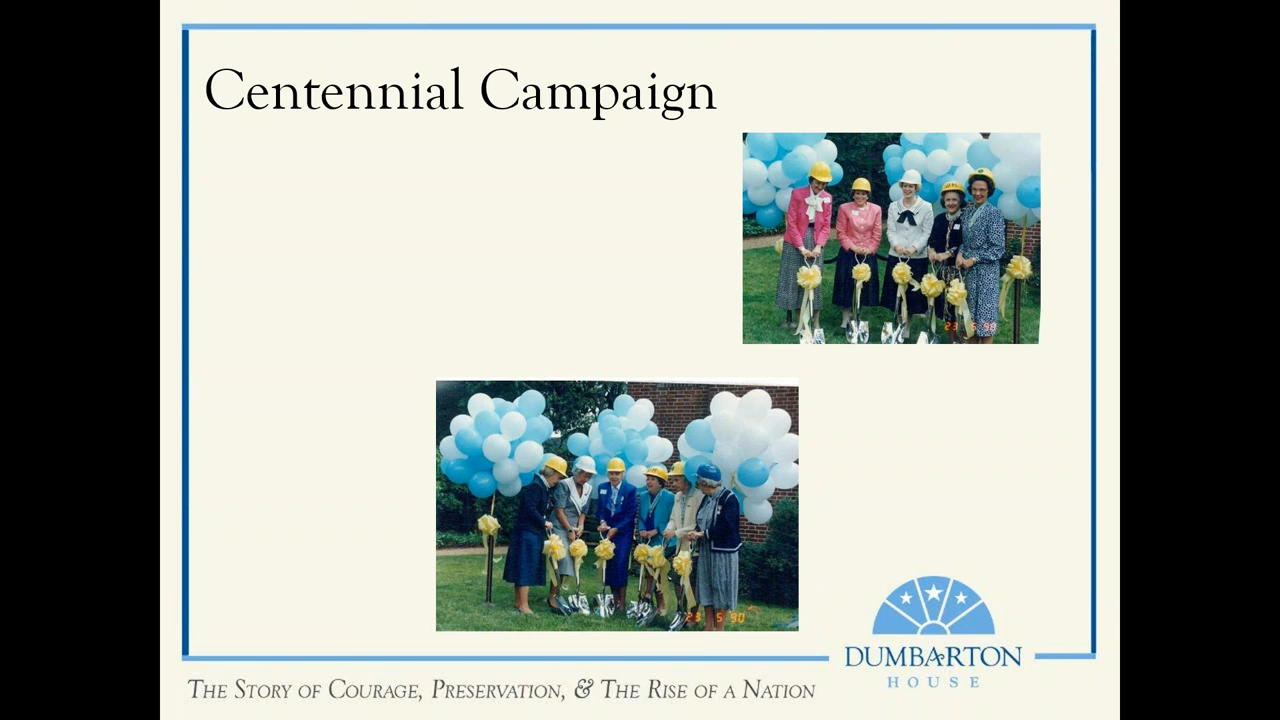 Centennial Campaign
23 5 90
23 5 90
DUMBARTON
HOUSE
THE STORY OF COURAGE, PRESERVATION, & THE RISE OF A NATION